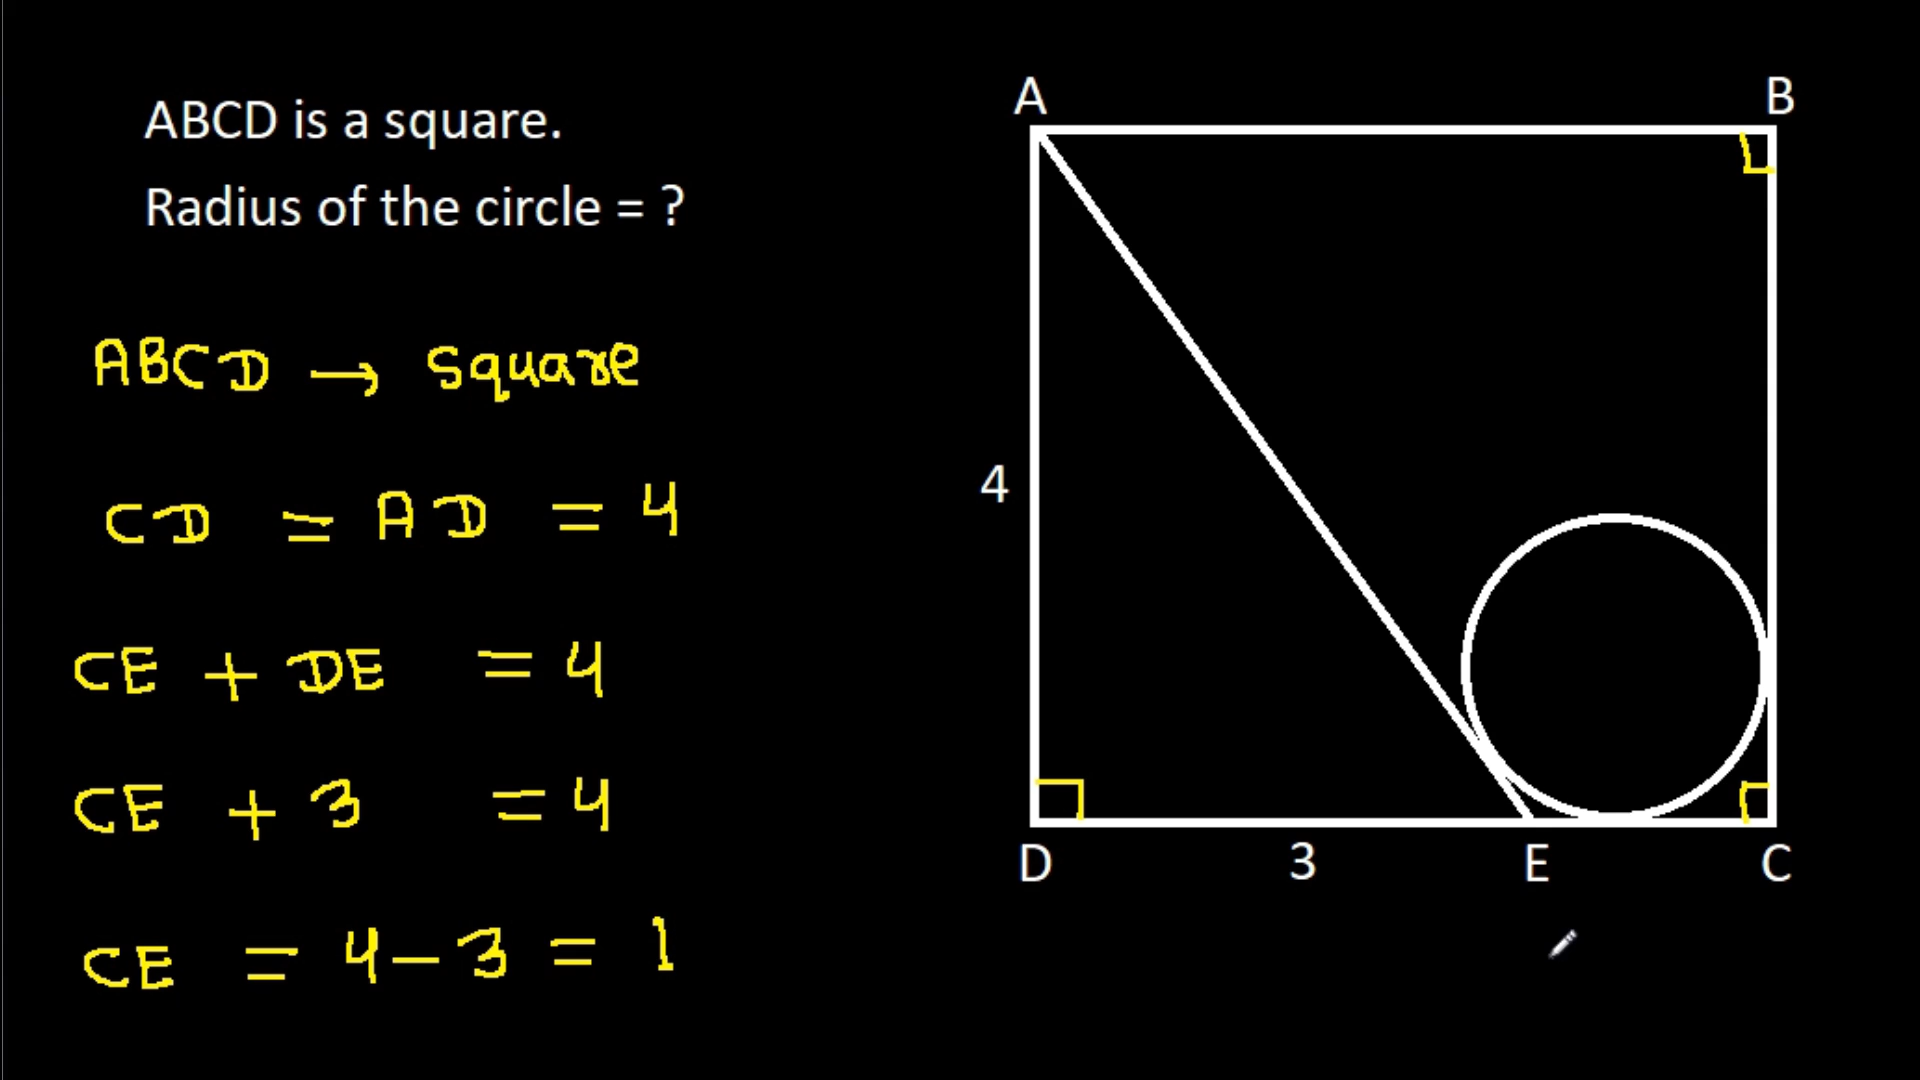 ABCD is a square.
Radius of the circle = ?
ABCD → Square
CD = AD = 4
CE + DE = 4
CE + 3 = 4
CE = 4 - 3 = 1
A B
4
D 3 E C